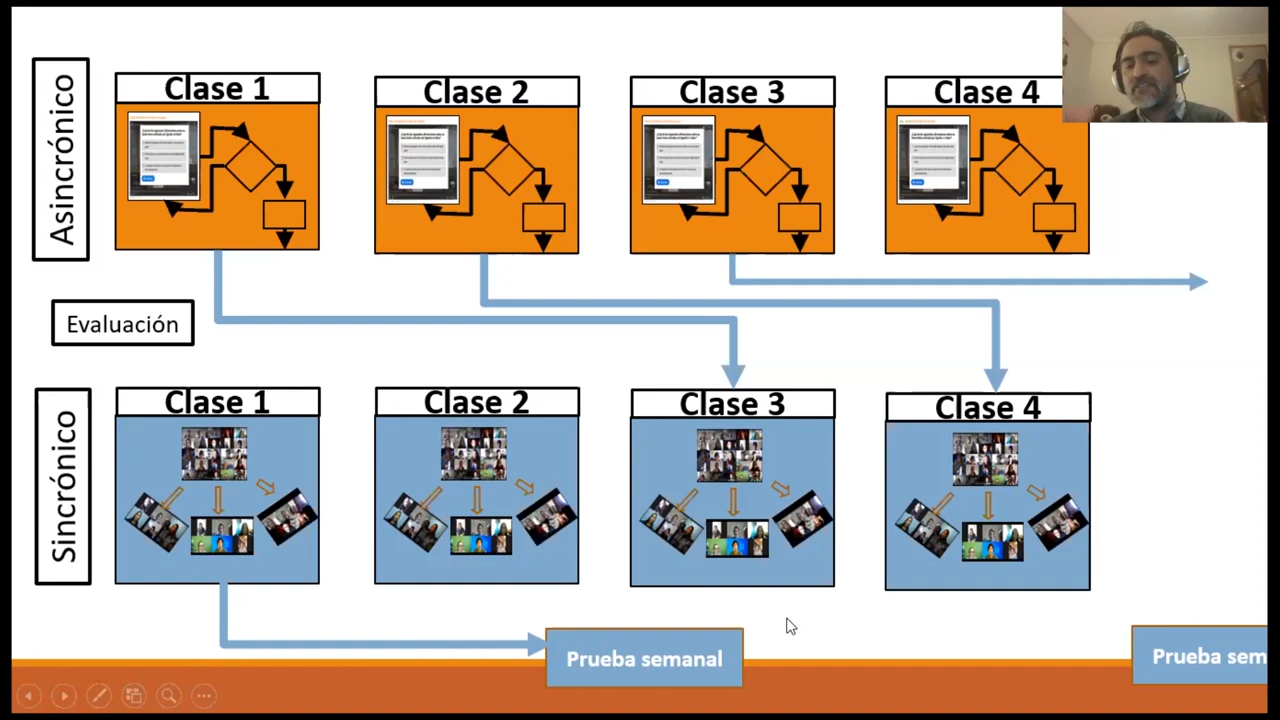 Asincrónico
Clase 1
Clase 2
Clase 3
Clase 4
Evaluación
Sincrónico
Clase 1
Clase 2
Clase 3
Clase 4
Prueba semanal
Prueba sem